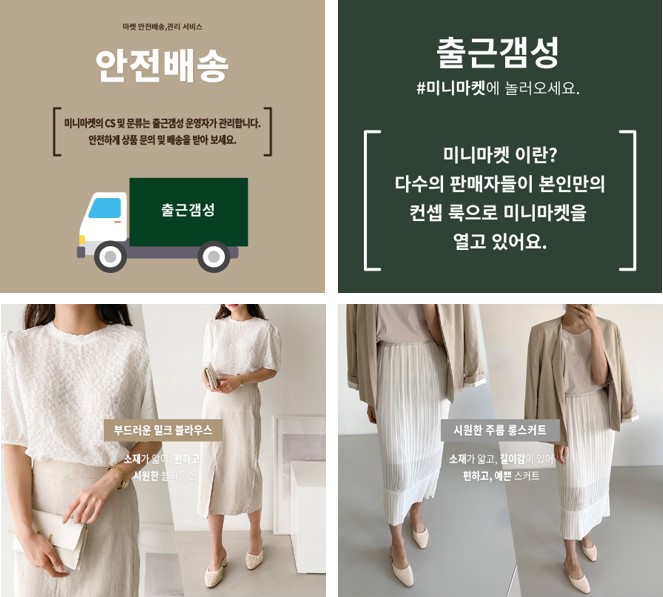 마켓 안전배송,관리 서비스
안전배송
미니마켓의 CS 및 문류는 출근갬성 운영자가 관리합니다.
안전하게 상품 문의 및 배송을 받아 보세요.
출근갬성
출근갬성
#미니마켓에 놀러오세요.
미니마켓 이란?
다수의 판매자들이 본인만의
컨셉 룩으로 미니마켓을
열고 있어요.
부드러운 밀크 블라우스
소재가 얇아, 편하고
시원한 블라우스
시원한 주름 롱스커트
소재가 얇고, 길이감이 있어
편하고, 예쁜 스커트